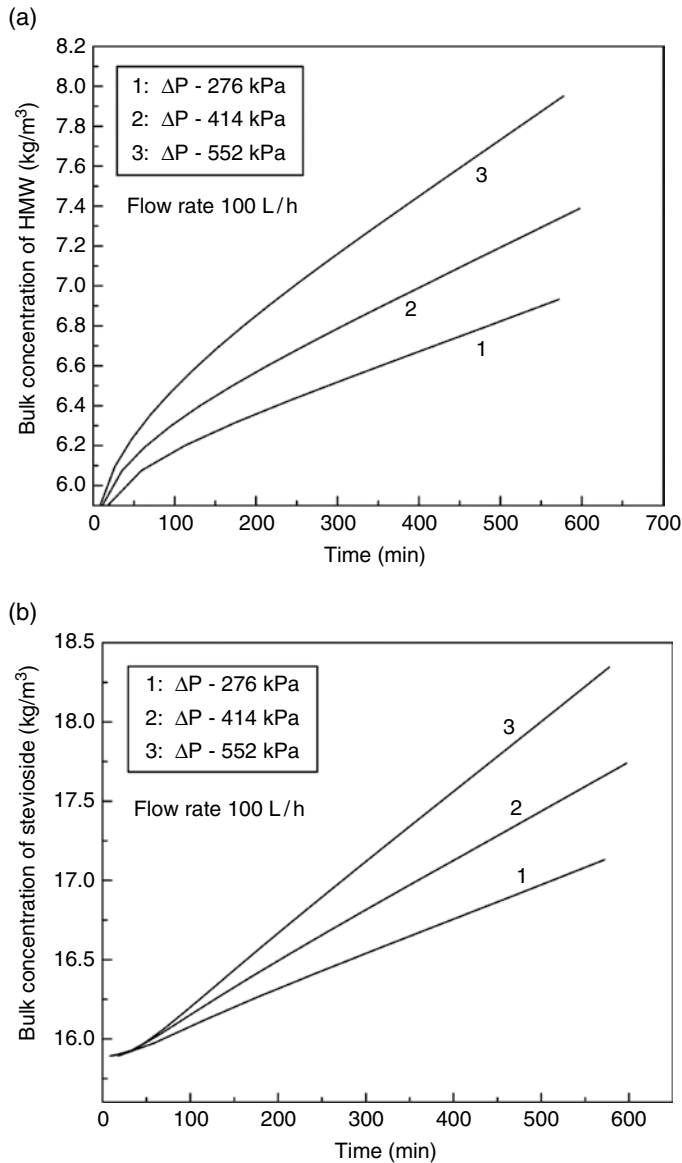 (a)
8.2
8.0
7.8
7.6
7.4
7.2
7.0
6.8
6.6
6.4
6.2
6.0
Bulk concentration of HMW (kg/m³)
1: ΔP - 276 kPa
2: ΔP - 414 kPa
3: ΔP - 552 kPa
Flow rate 100 L/h
3
2
1
0 100 200 300 400 500 600 700
Time (min)
(b)
18.5
18.0
17.5
17.0
16.5
16.0
Bulk concentration of stevioside (kg/m³)
1: ΔP - 276 kPa
2: ΔP - 414 kPa
3: ΔP - 552 kPa
Flow rate 100 L/h
3
2
1
0 100 200 300 400 500 600
Time (min)